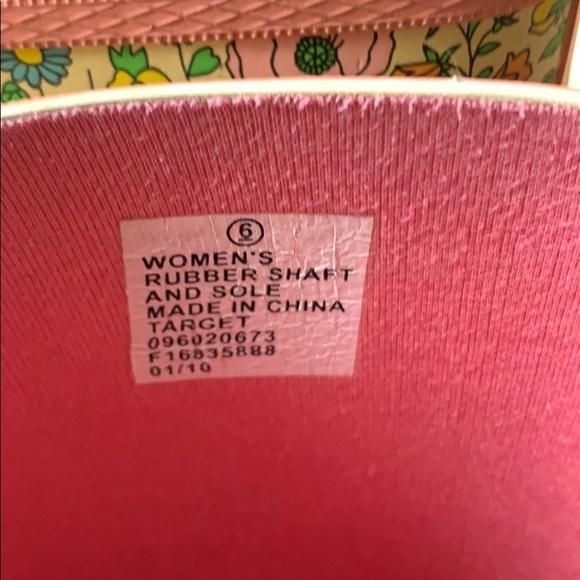 6
WOMEN'S
RUBBER SHAFT
AND SOLE
MADE IN CHINA
TARGET
096020673
F16835888
01/10